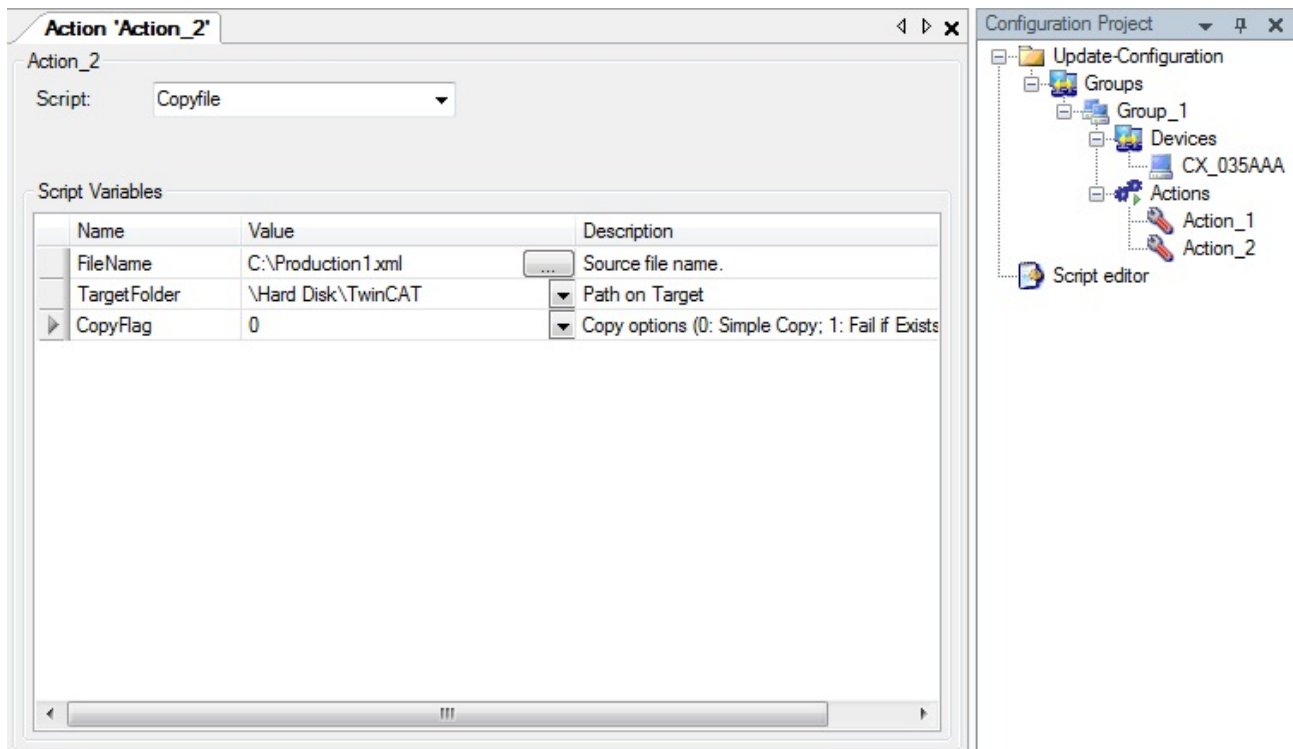 Action 'Action_2'
Action_2
Script: Copyfile
Script Variables
Name Value Description
FileName C:\Production1.xml ... Source file name.
TargetFolder \Hard Disk\TwinCAT Path on Target
CopyFlag 0 Copy options (0: Simple Copy; 1: Fail if Exists
Configuration Project
Update-Configuration
Groups
Group_1
Devices
CX_035AAA
Actions
Action_1
Action_2
Script editor